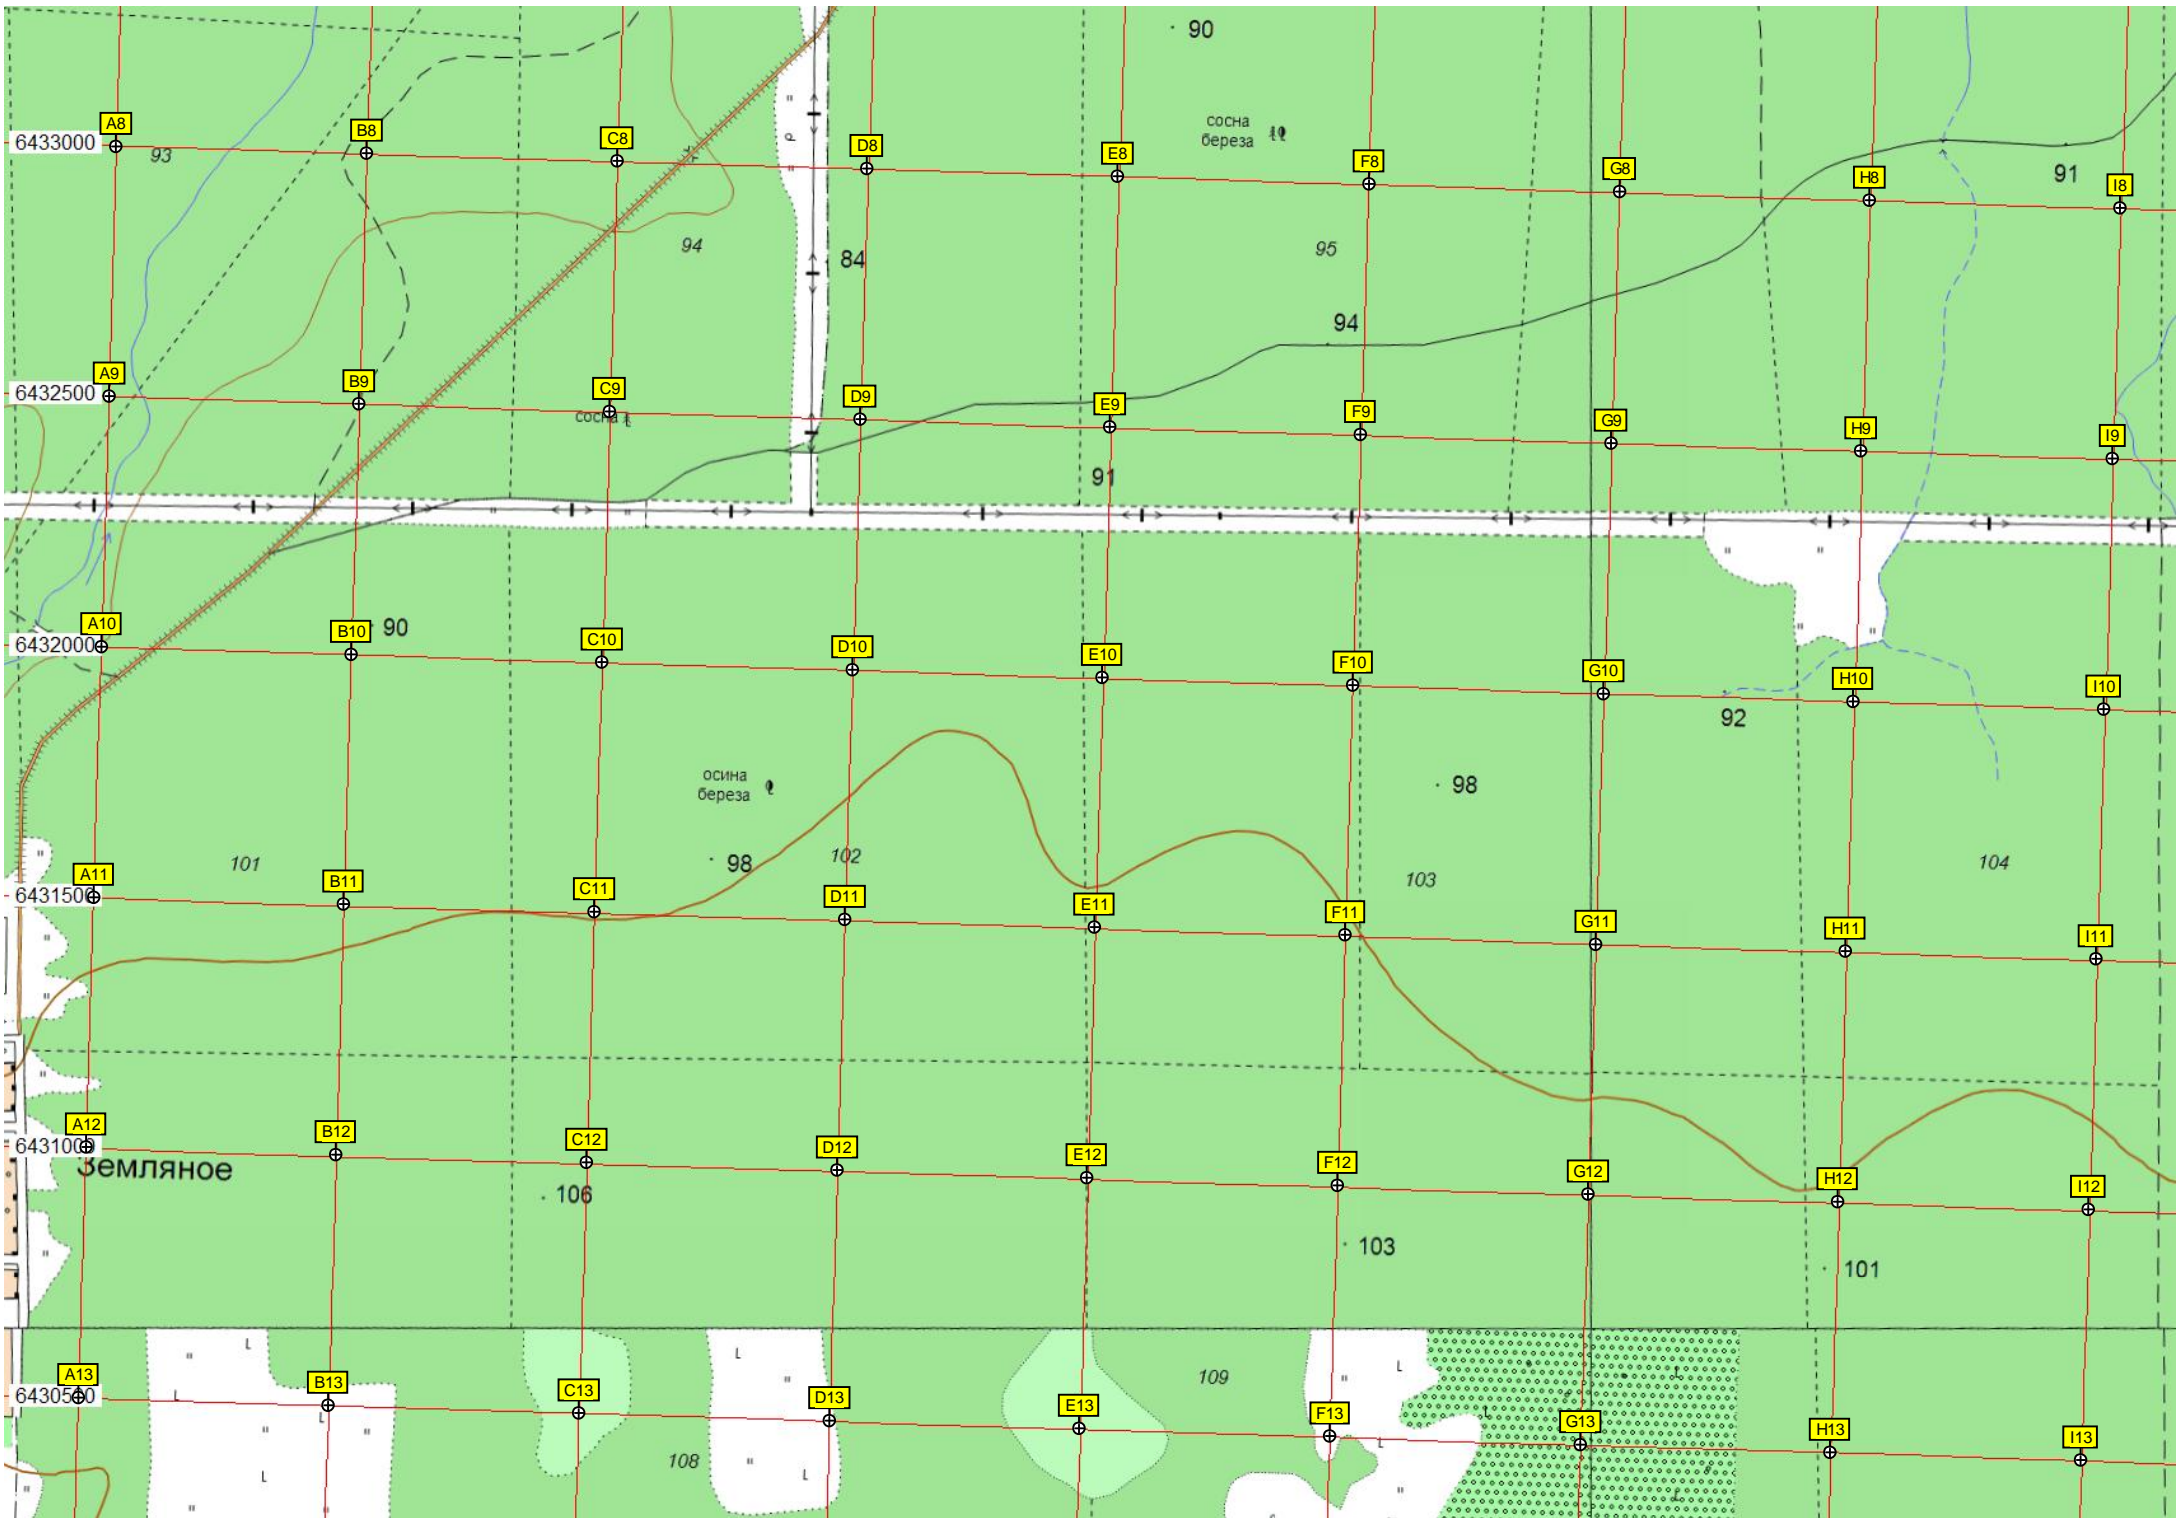 90
A8
B8
C8
D8
E8
F8
G8
H8
I8
6433000
93
сосна
береза
91
94
84
95
94
A9
B9
C9
D9
E9
F9
G9
H9
I9
6432500
сосна
91
A10
B10
C10
D10
E10
F10
G10
H10
I10
6432000
90
92
осина
береза
98
98
101
102
103
104
A11
B11
C11
D11
E11
F11
G11
H11
I11
6431500
A12
B12
C12
D12
E12
F12
G12
H12
I12
6431000
Земляное
106
103
101
A13
B13
C13
D13
E13
F13
G13
H13
I13
6430500
109
108